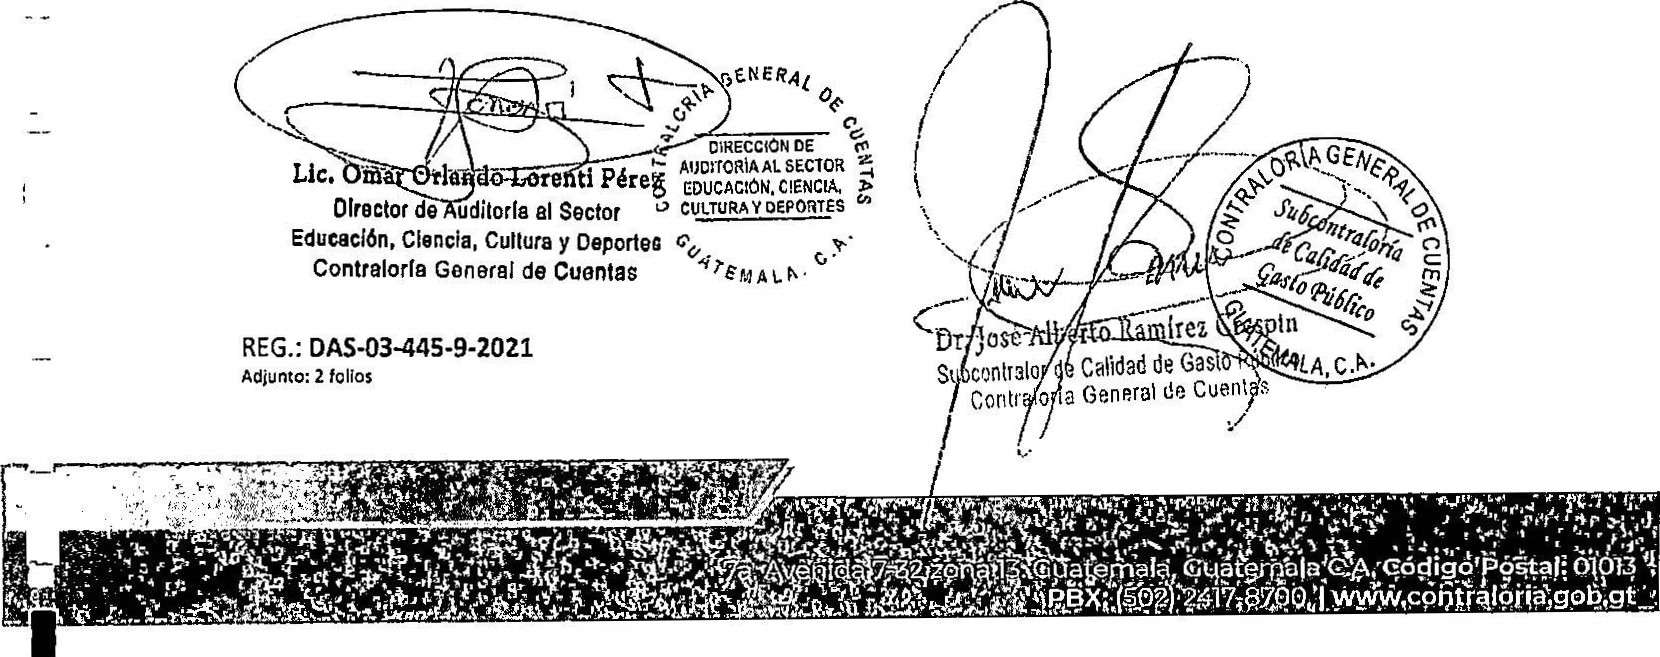 Lic. Omar Orlando Lorenti Pérez
Director de Auditoría al Sector
Educación, Ciencia, Cultura y Deportes
Contraloría General de Cuentas
CONTRALORÍA GENERAL DE CUENTAS
DIRECCIÓN DE
AUDITORÍA AL SECTOR
EDUCACIÓN, CIENCIA,
CULTURA Y DEPORTES
GUATEMALA. C.A.
REG.: DAS-03-445-9-2021
Adjunto: 2 folios
CONTRALORÍA GENERAL DE CUENTAS
Subcontraloría
de Calidad de
Gasto Público
GUATEMALA, C.A.
Dr. José Alberto Ramírez Crespin
Subcontralor de Calidad de Gasto Público
Contraloría General de Cuentas
7a. Avenida 7-32 zona 13, Guatemala, Guatemala C.A. Código Postal: 01013
PBX: (502) 2417-8700 | www.contraloria.gob.gt